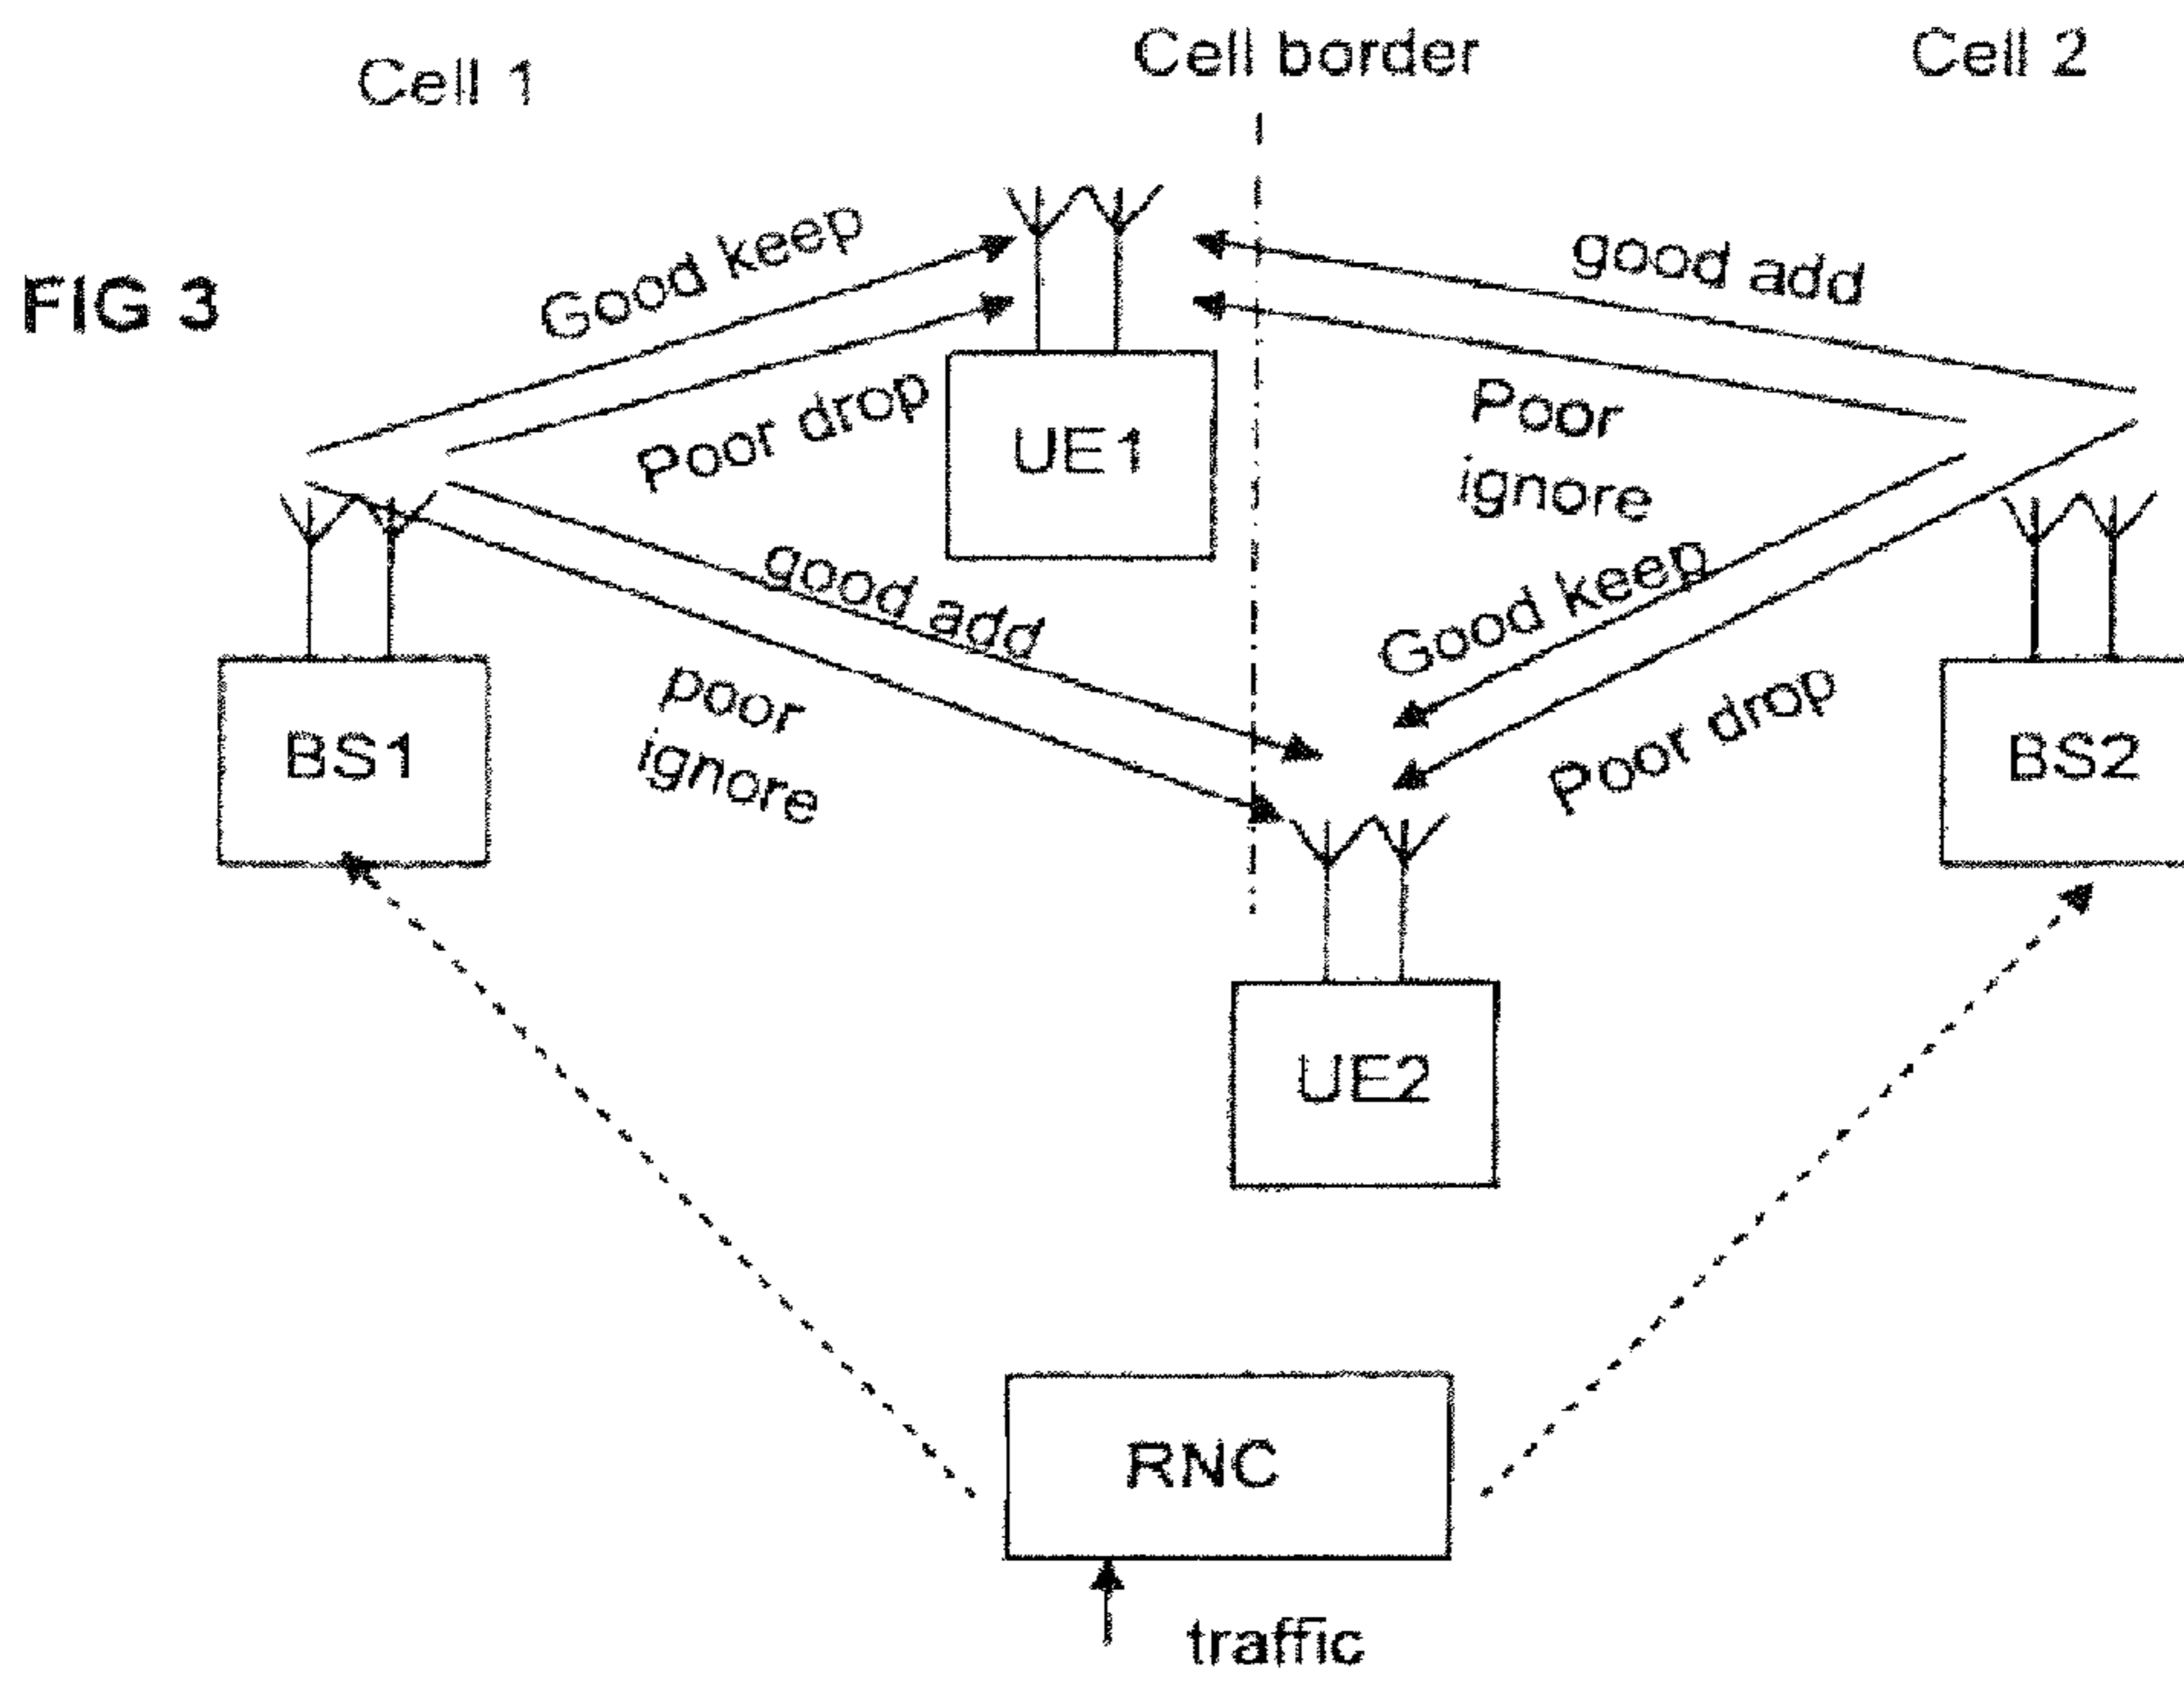 Cell 1
Cell border
Cell 2
FIG 3
Good keep
good add
Poor drop
UE1
Poor
ignore
good add
Good keep
poor
ignore
Poor drop
BS1
BS2
UE2
RNC
traffic